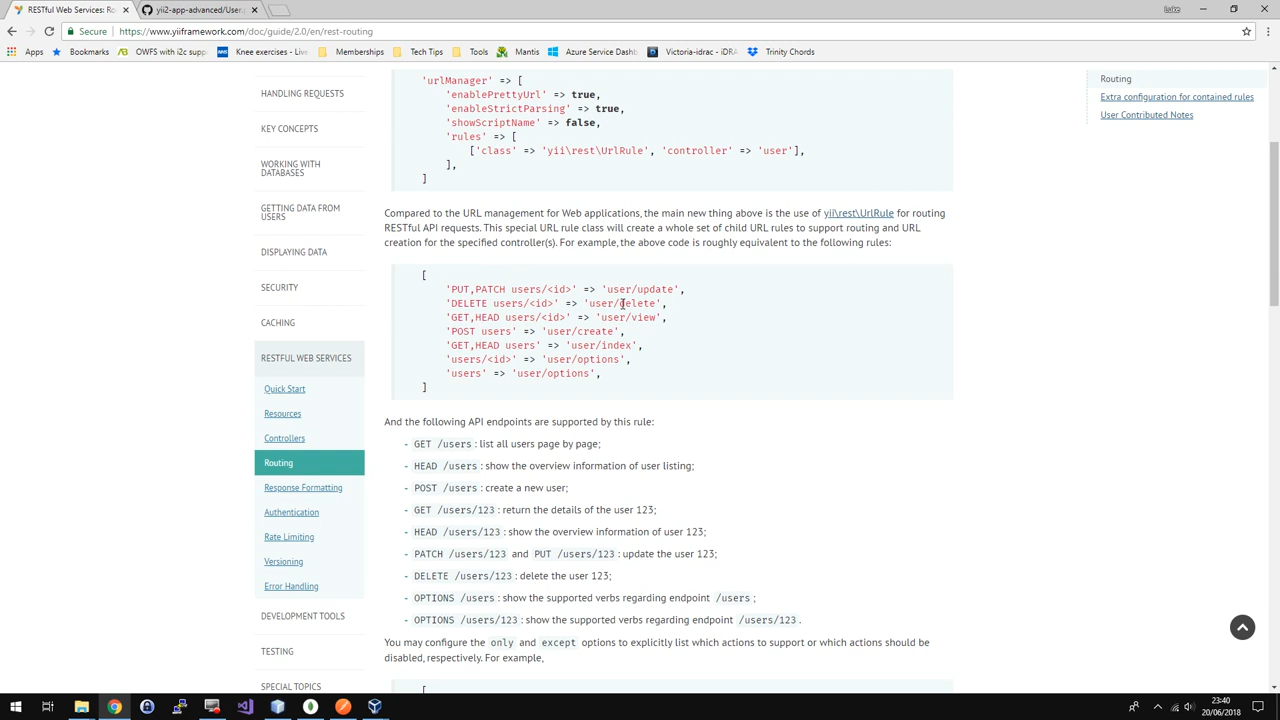 RESTful Web Services: Ro
yii2-app-advanced/User.p
Secure
https://www.yiiframework.com/doc/guide/2.0/en/rest-routing
Apps
Bookmarks
OWFS with i2c supp
Knee exercises - Live
Memberships
Tech Tips
Tools
Mantis
Azure Service Dashb
Victoria-idrac - iDRA
Trinity Chords
HANDLING REQUESTS
KEY CONCEPTS
WORKING WITH
DATABASES
GETTING DATA FROM
USERS
DISPLAYING DATA
SECURITY
CACHING
RESTFUL WEB SERVICES
Quick Start
Resources
Controllers
Routing
Response Formatting
Authentication
Rate Limiting
Versioning
Error Handling
DEVELOPMENT TOOLS
TESTING
SPECIAL TOPICS
'urlManager' => [
'enablePrettyUrl' => true,
'enableStrictParsing' => true,
'showScriptName' => false,
'rules' => [
['class' => 'yii\rest\UrlRule', 'controller' => 'user'],
],
]
Compared to the URL management for Web applications, the main new thing above is the use of yii\rest\UrlRule for routing
RESTful API requests. This special URL rule class will create a whole set of child URL rules to support routing and URL
creation for the specified controller(s). For example, the above code is roughly equivalent to the following rules:
[
'PUT,PATCH users/<id>' => 'user/update',
'DELETE users/<id>' => 'user/delete',
'GET,HEAD users/<id>' => 'user/view',
'POST users' => 'user/create',
'GET,HEAD users' => 'user/index',
'users/<id>' => 'user/options',
'users' => 'user/options',
]
And the following API endpoints are supported by this rule:
- GET /users: list all users page by page;
- HEAD /users: show the overview information of user listing;
- POST /users: create a new user;
- GET /users/123: return the details of the user 123;
- HEAD /users/123: show the overview information of user 123;
- PATCH /users/123 and PUT /users/123: update the user 123;
- DELETE /users/123: delete the user 123;
- OPTIONS /users: show the supported verbs regarding endpoint /users;
- OPTIONS /users/123: show the supported verbs regarding endpoint /users/123.
You may configure the only and except options to explicitly list which actions to support or which actions should be
disabled, respectively. For example,
[
Routing
Extra configuration for contained rules
User Contributed Notes
23:40
20/06/2018